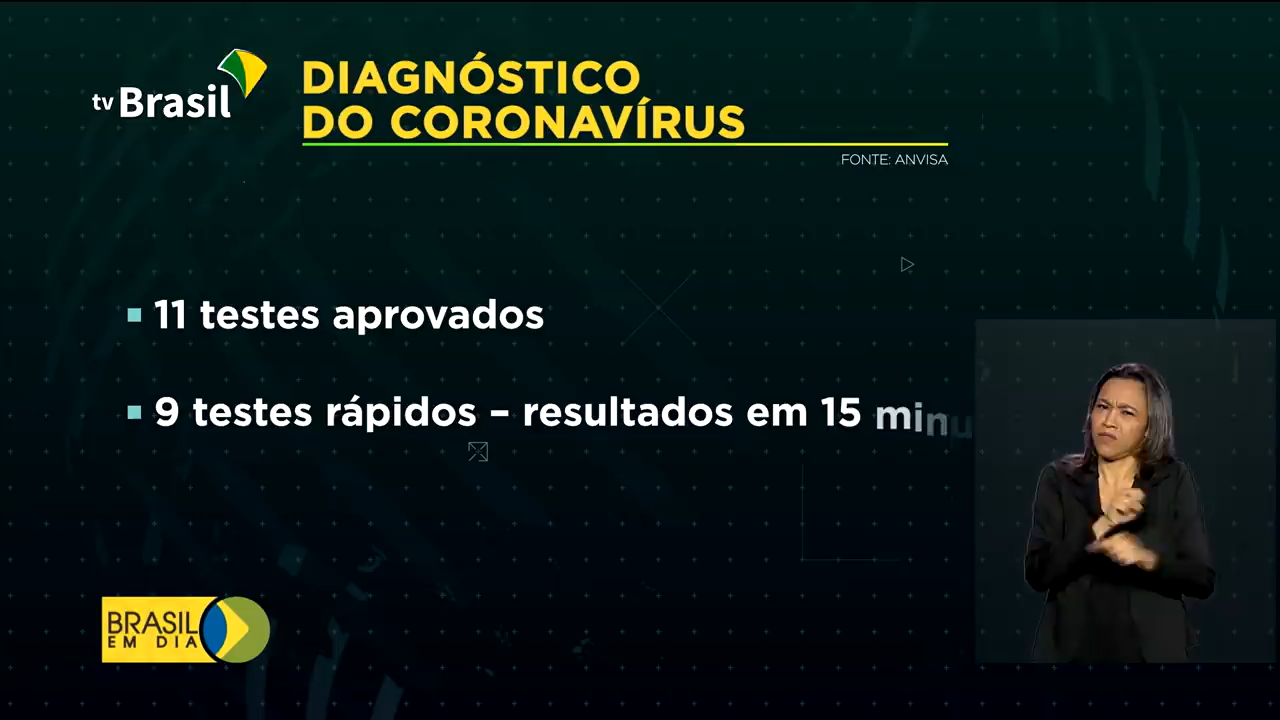 tv Brasil
DIAGNÓSTICO
DO CORONAVÍRUS
FONTE: ANVISA
11 testes aprovados
9 testes rápidos – resultados em 15
BRASIL
EM DIA